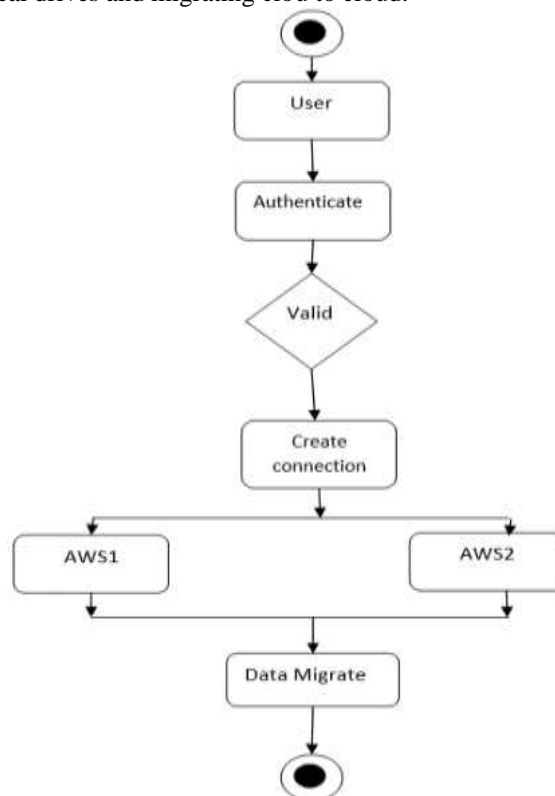 User
Authenticate
Valid
Create
connection
AWS1
AWS2
Data Migrate